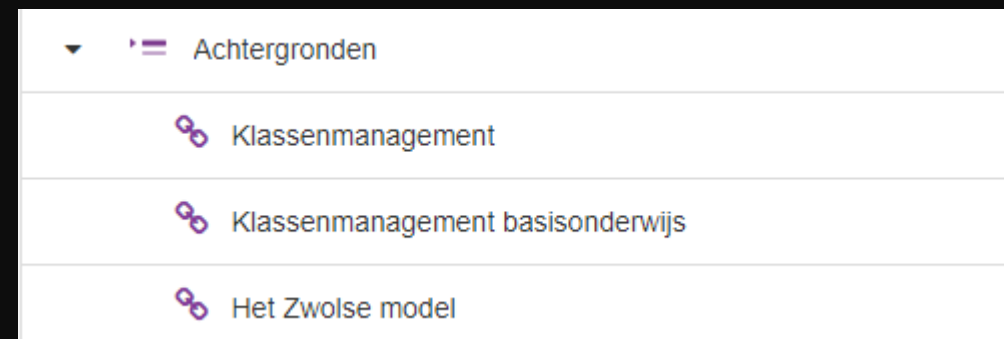 Achtergronden
Klassenmanagement
Klassenmanagement basisonderwijs
Het Zwolse model